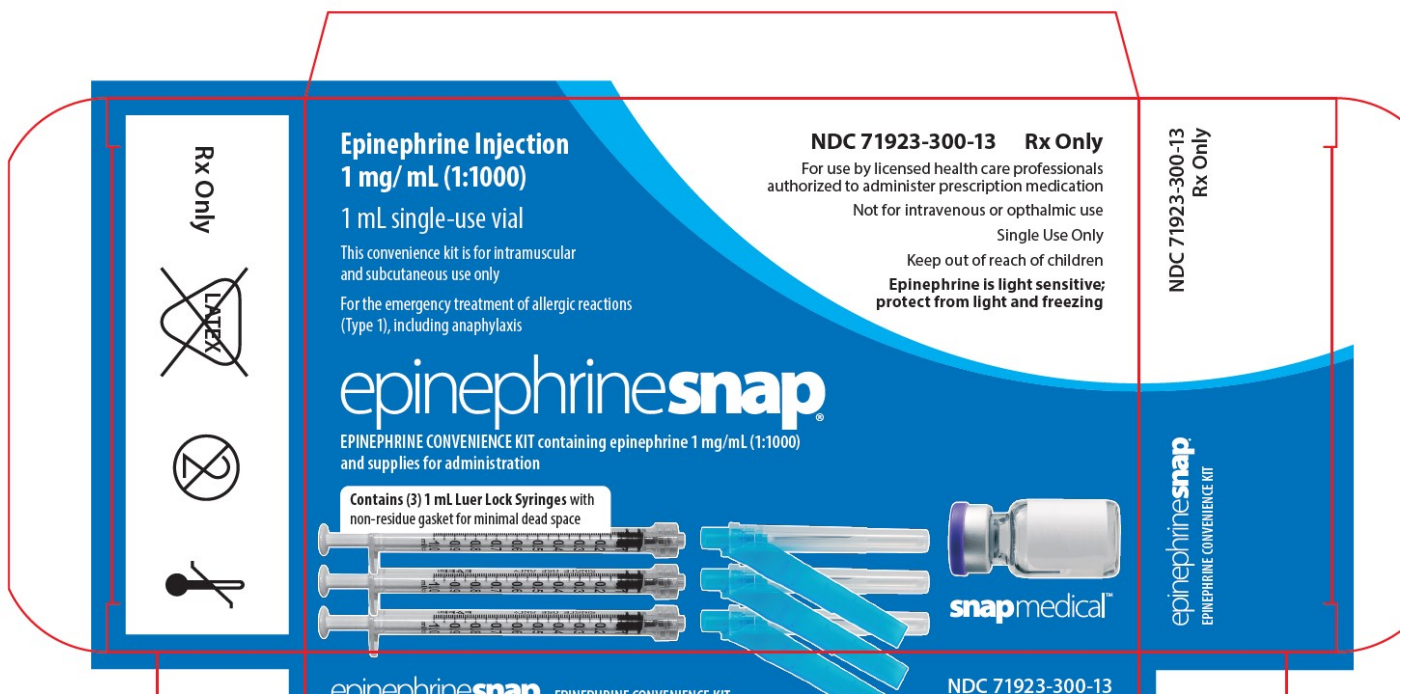 Rx Only
LATEX
2
Epinephrine Injection
1 mg/ mL (1:1000)
1 mL single-use vial
This convenience kit is for intramuscular
and subcutaneous use only
For the emergency treatment of allergic reactions
(Type 1), including anaphylaxis
NDC 71923-300-13 Rx Only
For use by licensed health care professionals
authorized to administer prescription medication
Not for intravenous or opthalmic use
Single Use Only
Keep out of reach of children
Epinephrine is light sensitive;
protect from light and freezing
epinephrinesnap®
EPINEPHRINE CONVENIENCE KIT containing epinephrine 1 mg/mL (1:1000)
and supplies for administration
Contains (3) 1 mL Luer Lock Syringes with
non-residue gasket for minimal dead space
snapmedical™
NDC 71923-300-13
Rx Only
epinephrinesnap®
EPINEPHRINE CONVENIENCE KIT
epinephrinesnap EPINEPHRINE CONVENIENCE KIT
NDC 71923-300-13